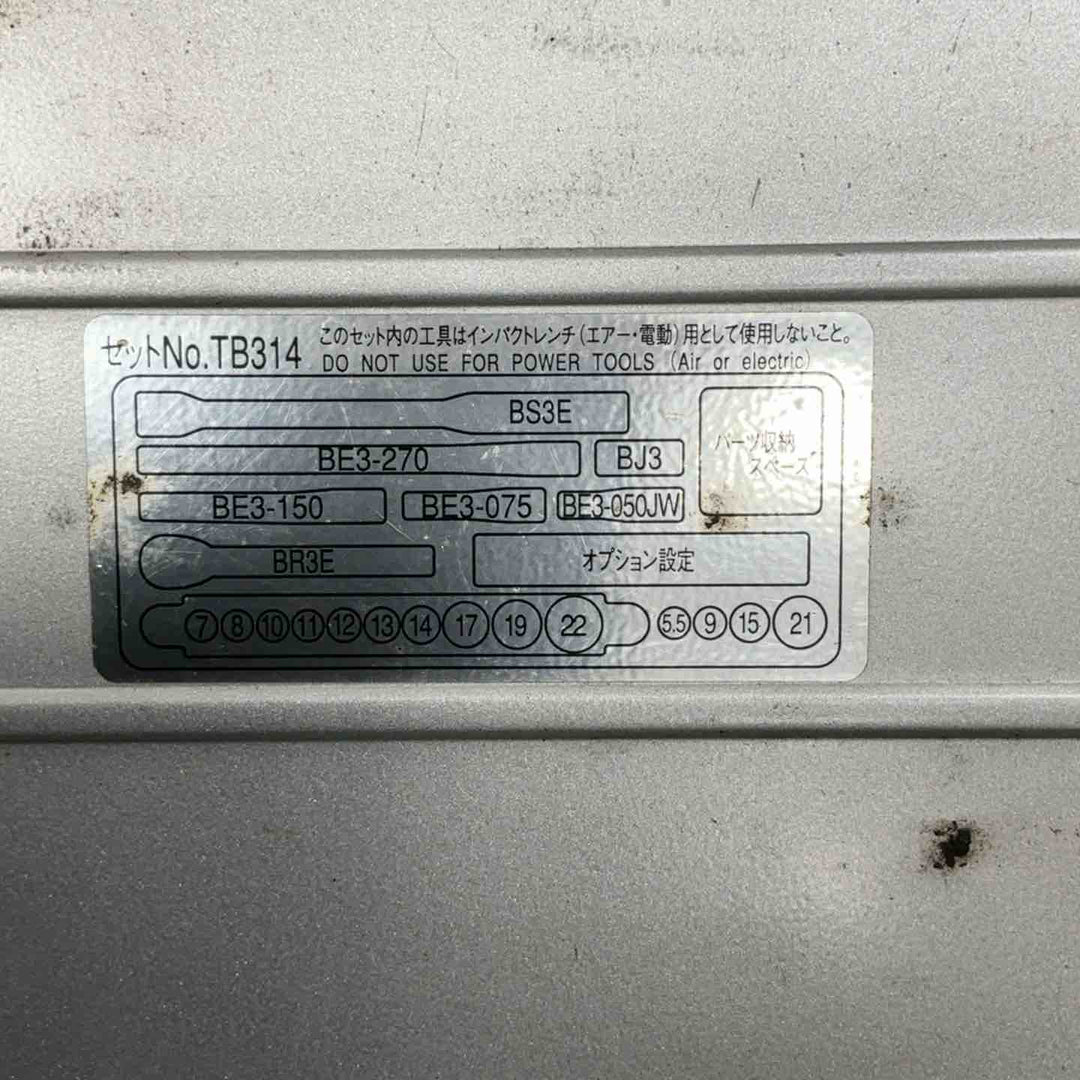 セットNo.TB314
このセット内の工具はインパクトレンチ(エアー・電動)用として使用しないこと。
DO NOT USE FOR POWER TOOLS (Air or electric)
BS3E
パーツ収納
スペース
BE3-270 BJ3
BE3-150 BE3-075 BE3-050JW
BR3E オプション設定
7 8 10 11 12 13 14 17 19 22 5.5 9 15 21